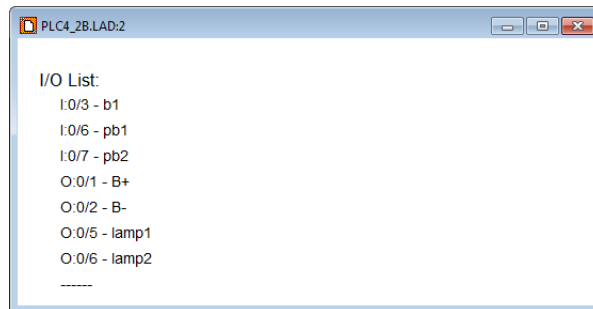 PLC4_2B.LAD:2
I/O List:
I:0/3 - b1
I:0/6 - pb1
I:0/7 - pb2
O:0/1 - B+
O:0/2 - B-
O:0/5 - lamp1
O:0/6 - lamp2
------